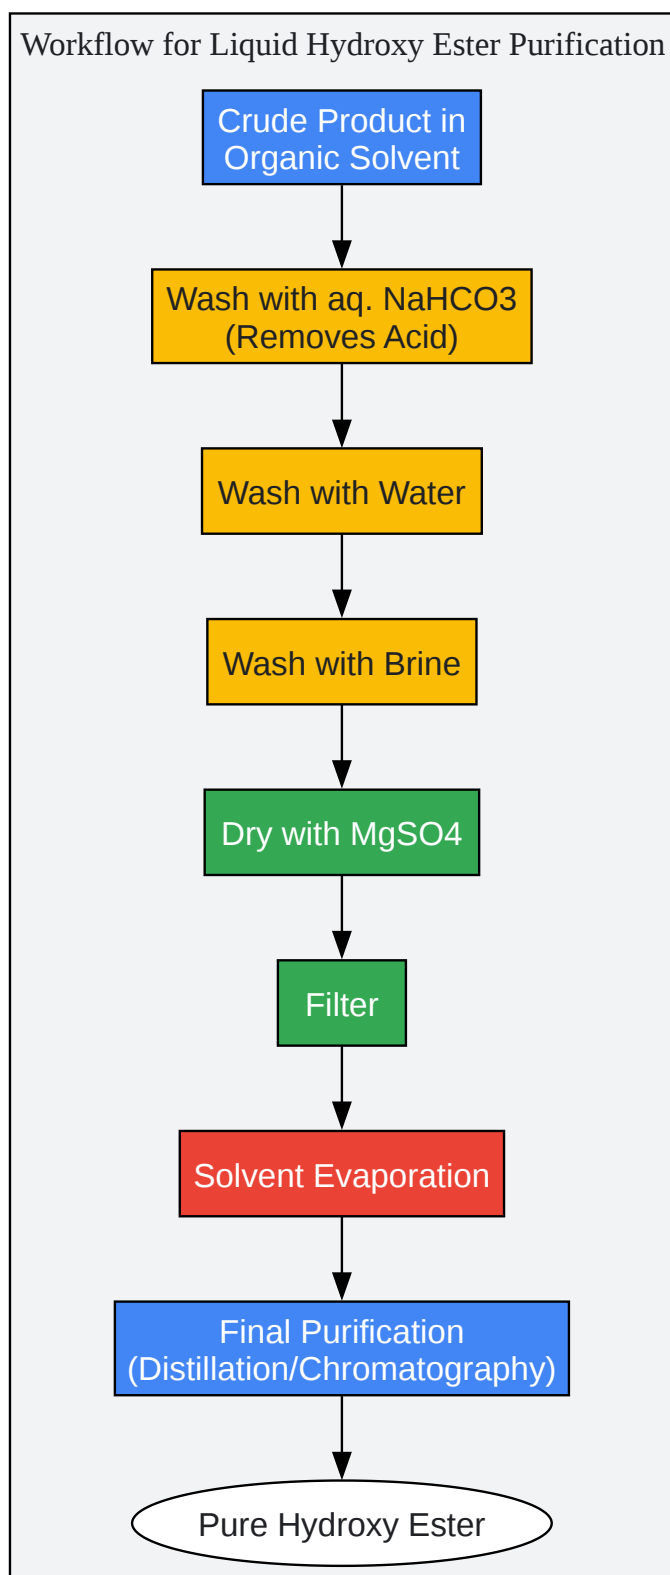 Workflow for Liquid Hydroxy Ester Purification
Crude Product in
Organic Solvent
Wash with aq. NaHCO3
(Removes Acid)
Wash with Water
Wash with Brine
Dry with MgSO4
Filter
Solvent Evaporation
Final Purification
(Distillation/Chromatography)
Pure Hydroxy Ester